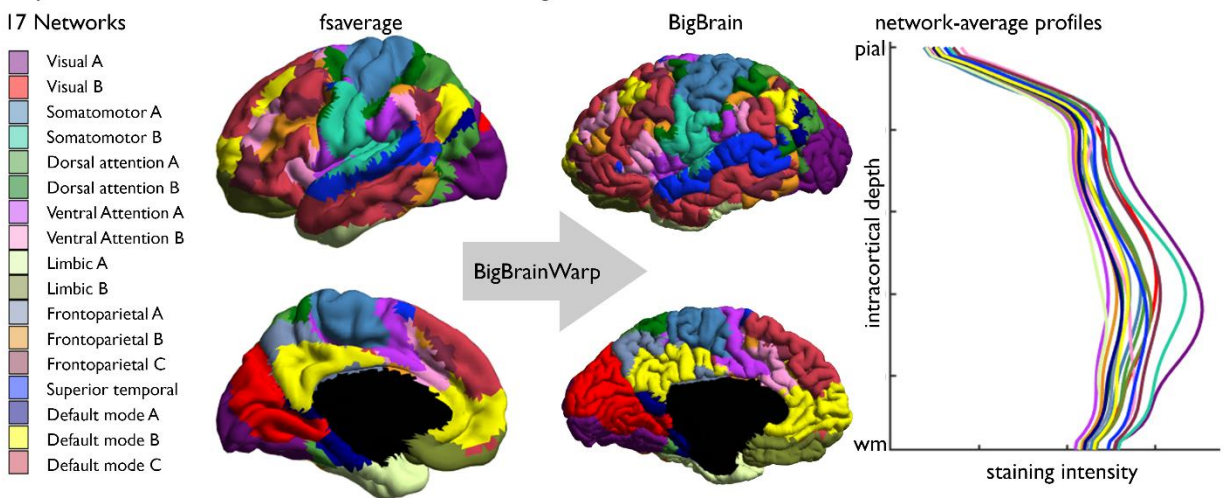 17 Networks
Visual A
Visual B
Somatomotor A
Somatomotor B
Dorsal attention A
Dorsal attention B
Ventral Attention A
Ventral Attention B
Limbic A
Limbic B
Frontoparietal A
Frontoparietal B
Frontoparietal C
Superior temporal
Default mode A
Default mode B
Default mode C
fsaverage
BigBrainWarp
BigBrain
network-average profiles
pial
intracortical depth
wm
staining intensity